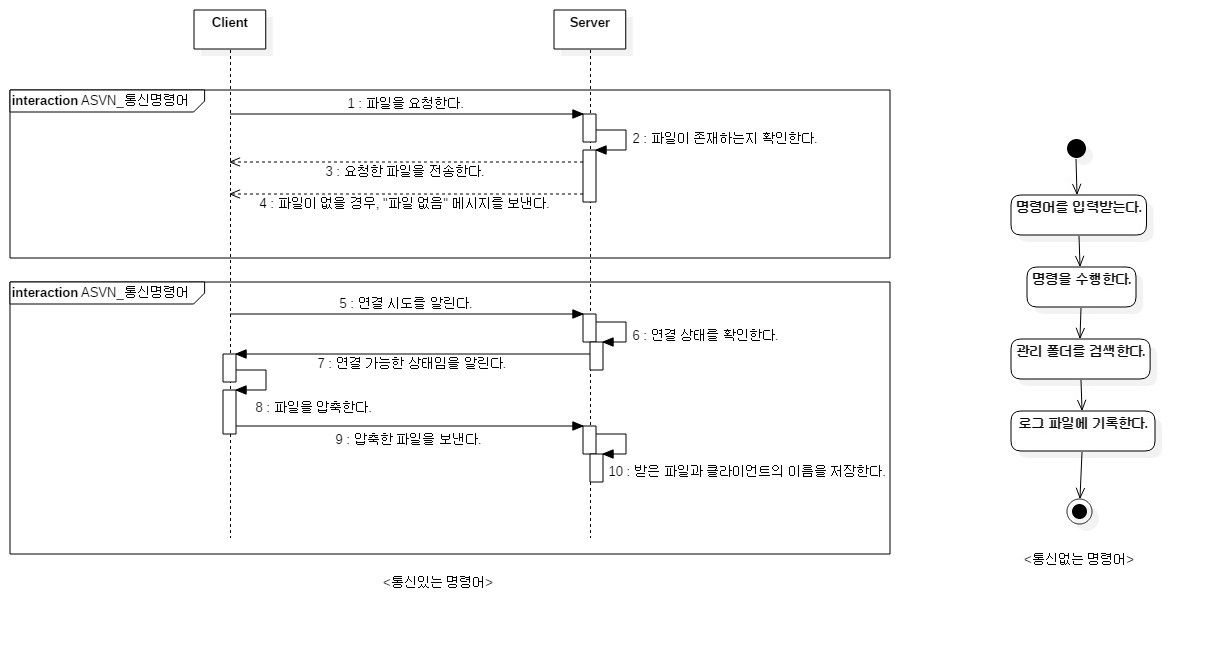 Client
Server
interaction ASVN_통신명령어
1 : 파일을 요청한다.
2 : 파일이 존재하는지 확인한다.
3 : 요청한 파일을 전송한다.
4 : 파일이 없을 경우, "파일 없음" 메시지를 보낸다.
interaction ASVN_통신명령어
5 : 연결 시도를 알린다.
6 : 연결 상태를 확인한다.
7 : 연결 가능한 상태임을 알린다.
8 : 파일을 압축한다.
9 : 압축한 파일을 보낸다.
10 : 받은 파일과 클라이언트의 이름을 저장한다.
<통신있는 명령어>
명령어를 입력받는다.
명령을 수행한다.
관리 폴더를 검색한다.
로그 파일에 기록한다.
<통신없는 명령어>